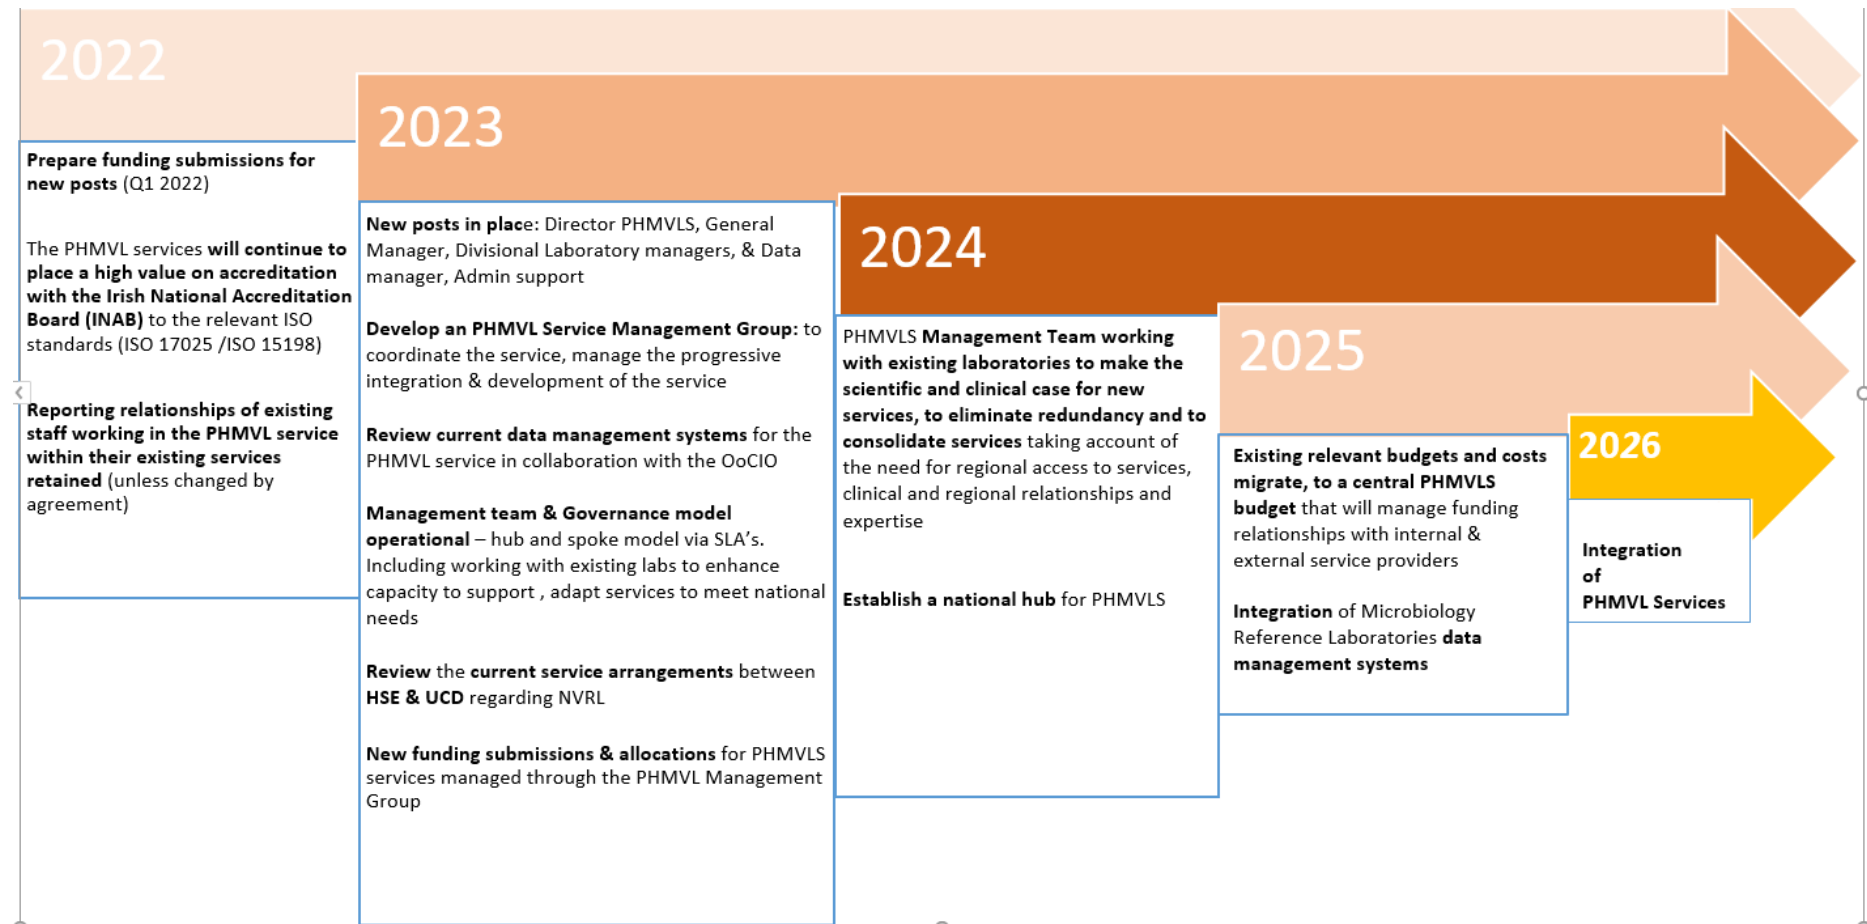 2022
Prepare funding submissions for
new posts (Q1 2022)
The PHMVL services will continue to
place a high value on accreditation
with the Irish National Accreditation
Board (INAB) to the relevant ISO
standards (ISO 17025 /ISO 15198)
Reporting relationships of existing
staff working in the PHMVL service
within their existing services
retained (unless changed by
agreement)
2023
New posts in place: Director PHMVLS, General
Manager, Divisional Laboratory managers, & Data
manager, Admin support
Develop an PHMVL Service Management Group: to
coordinate the service, manage the progressive
integration & development of the service
Review current data management systems for the
PHMVL service in collaboration with the OoCIO
Management team & Governance model
operational – hub and spoke model via SLA's.
Including working with existing labs to enhance
capacity to support , adapt services to meet national
needs
Review the current service arrangements between
HSE & UCD regarding NVRL
New funding submissions & allocations for PHMVLS
services managed through the PHMVL Management
Group
2024
PHMVLS Management Team working
with existing laboratories to make the
scientific and clinical case for new
services, to eliminate redundancy and to
consolidate services taking account of
the need for regional access to services,
clinical and regional relationships and
expertise
Establish a national hub for PHMVLS
2025
Existing relevant budgets and costs
migrate, to a central PHMVLS
budget that will manage funding
relationships with internal &
external service providers
Integration of Microbiology
Reference Laboratories data
management systems
2026
Integration
of
PHMVL Services